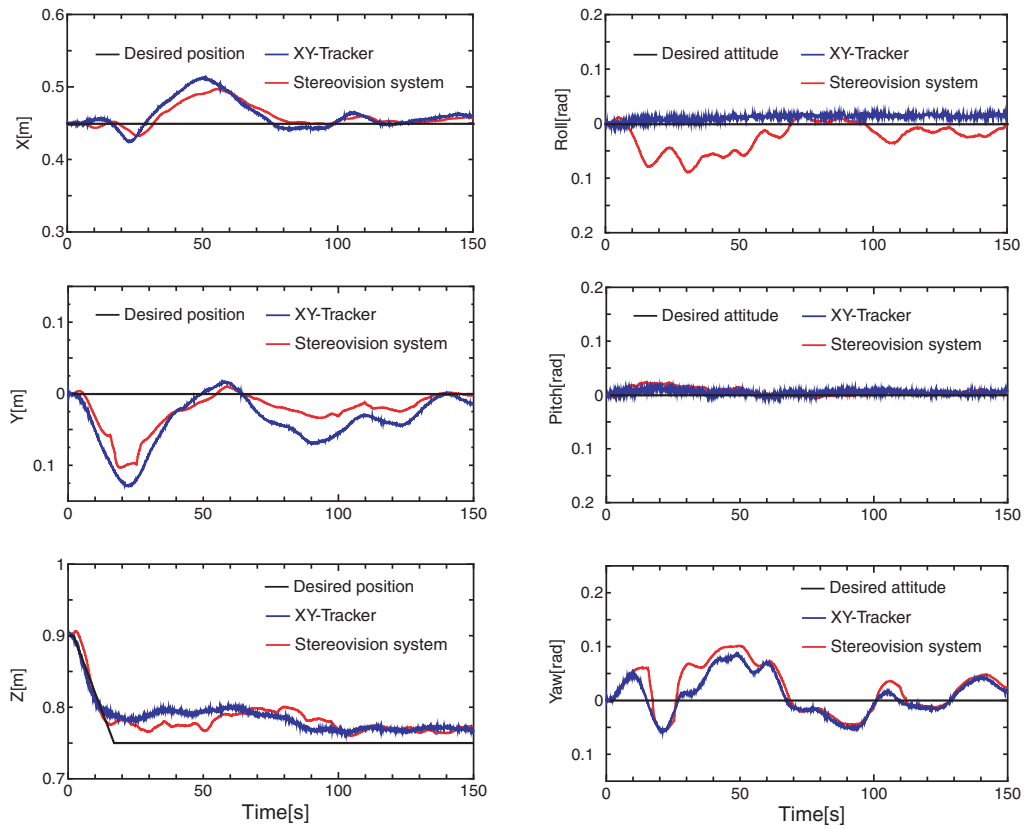 0.6
0.5
0.4
0.3
X[m]
Desired position
XY-Tracker
Stereovision system
0
50
100
150
0.2
0.1
0
0.1
0.2
Roll[rad]
Desired attitude
XY-Tracker
Stereovision system
0
50
100
150
0.1
0
0.1
Y[m]
Desired position
XY-Tracker
Stereovision system
0
50
100
150
0.2
0.1
0
0.1
0.2
Pitch[rad]
Desired attitude
XY-Tracker
Stereovision system
0
50
100
150
1
0.9
0.8
0.7
Z[m]
Desired position
XY-Tracker
Stereovision system
0
50
100
150
Time[s]
0.2
0.1
0
0.1
Yaw[rad]
Desired attitude
XY-Tracker
Stereovision system
0
50
100
150
Time[s]